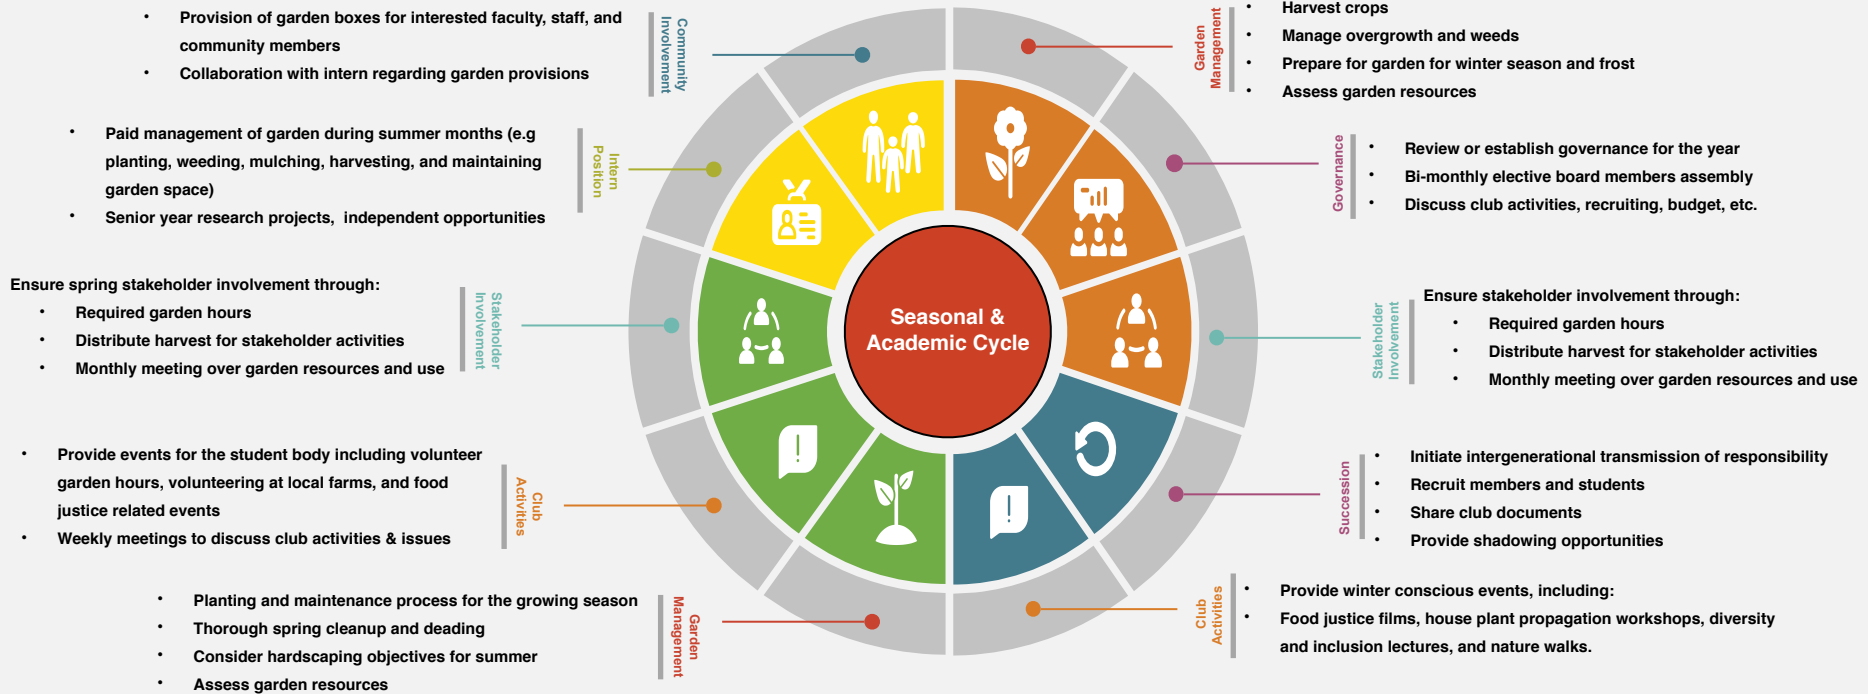 Provision of garden boxes for interested faculty, staff, and
community members
Collaboration with intern regarding garden provisions
Community
Involvement
Paid management of garden during summer months (e.g
planting, weeding, mulching, harvesting, and maintaining
garden space)
Senior year research projects, independent opportunities
Intern
Position
Ensure spring stakeholder involvement through:
Required garden hours
Distribute harvest for stakeholder activities
Monthly meeting over garden resources and use
Stakeholder
Involvement
Provide events for the student body including volunteer
garden hours, volunteering at local farms, and food
justice related events
Weekly meetings to discuss club activities & issues
Club
Activities
Planting and maintenance process for the growing season
Thorough spring cleanup and deading
Consider hardscaping objectives for summer
Assess garden resources
Garden
Management
Seasonal &
Academic Cycle
Garden
Management
Harvest crops
Manage overgrowth and weeds
Prepare for garden for winter season and frost
Assess garden resources
Governance
Review or establish governance for the year
Bi-monthly elective board members assembly
Discuss club activities, recruiting, budget, etc.
Stakeholder
Involvement
Ensure stakeholder involvement through:
Required garden hours
Distribute harvest for stakeholder activities
Monthly meeting over garden resources and use
Succession
Initiate intergenerational transmission of responsibility
Recruit members and students
Share club documents
Provide shadowing opportunities
Club
Activities
Provide winter conscious events, including:
Food justice films, house plant propagation workshops, diversity
and inclusion lectures, and nature walks.